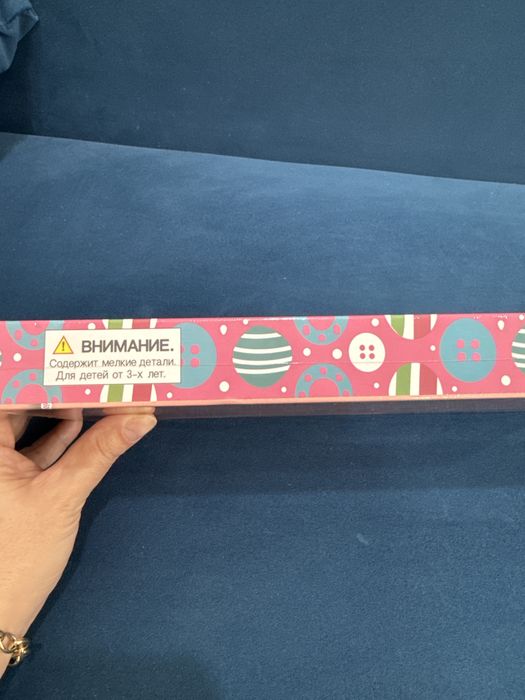 ВНИМАНИЕ.
Содержит мелкие детали.
Для детей от 3-х лет.